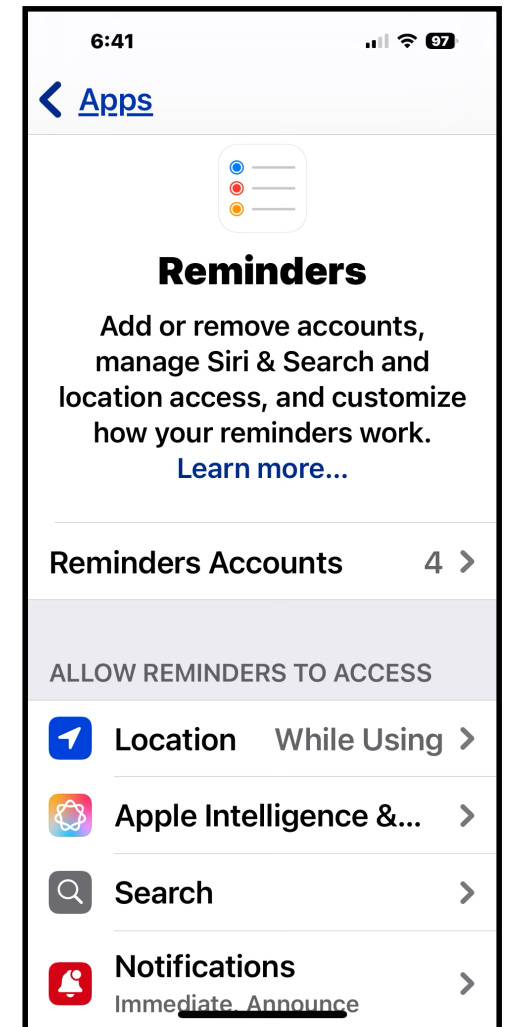 6:41
97
Apps
Reminders
Add or remove accounts,
manage Siri & Search and
location access, and customize
how your reminders work.
Learn more...
Reminders Accounts 4
ALLOW REMINDERS TO ACCESS
Location While Using
Apple Intelligence &...
Search
Notifications
Immediate, Announce